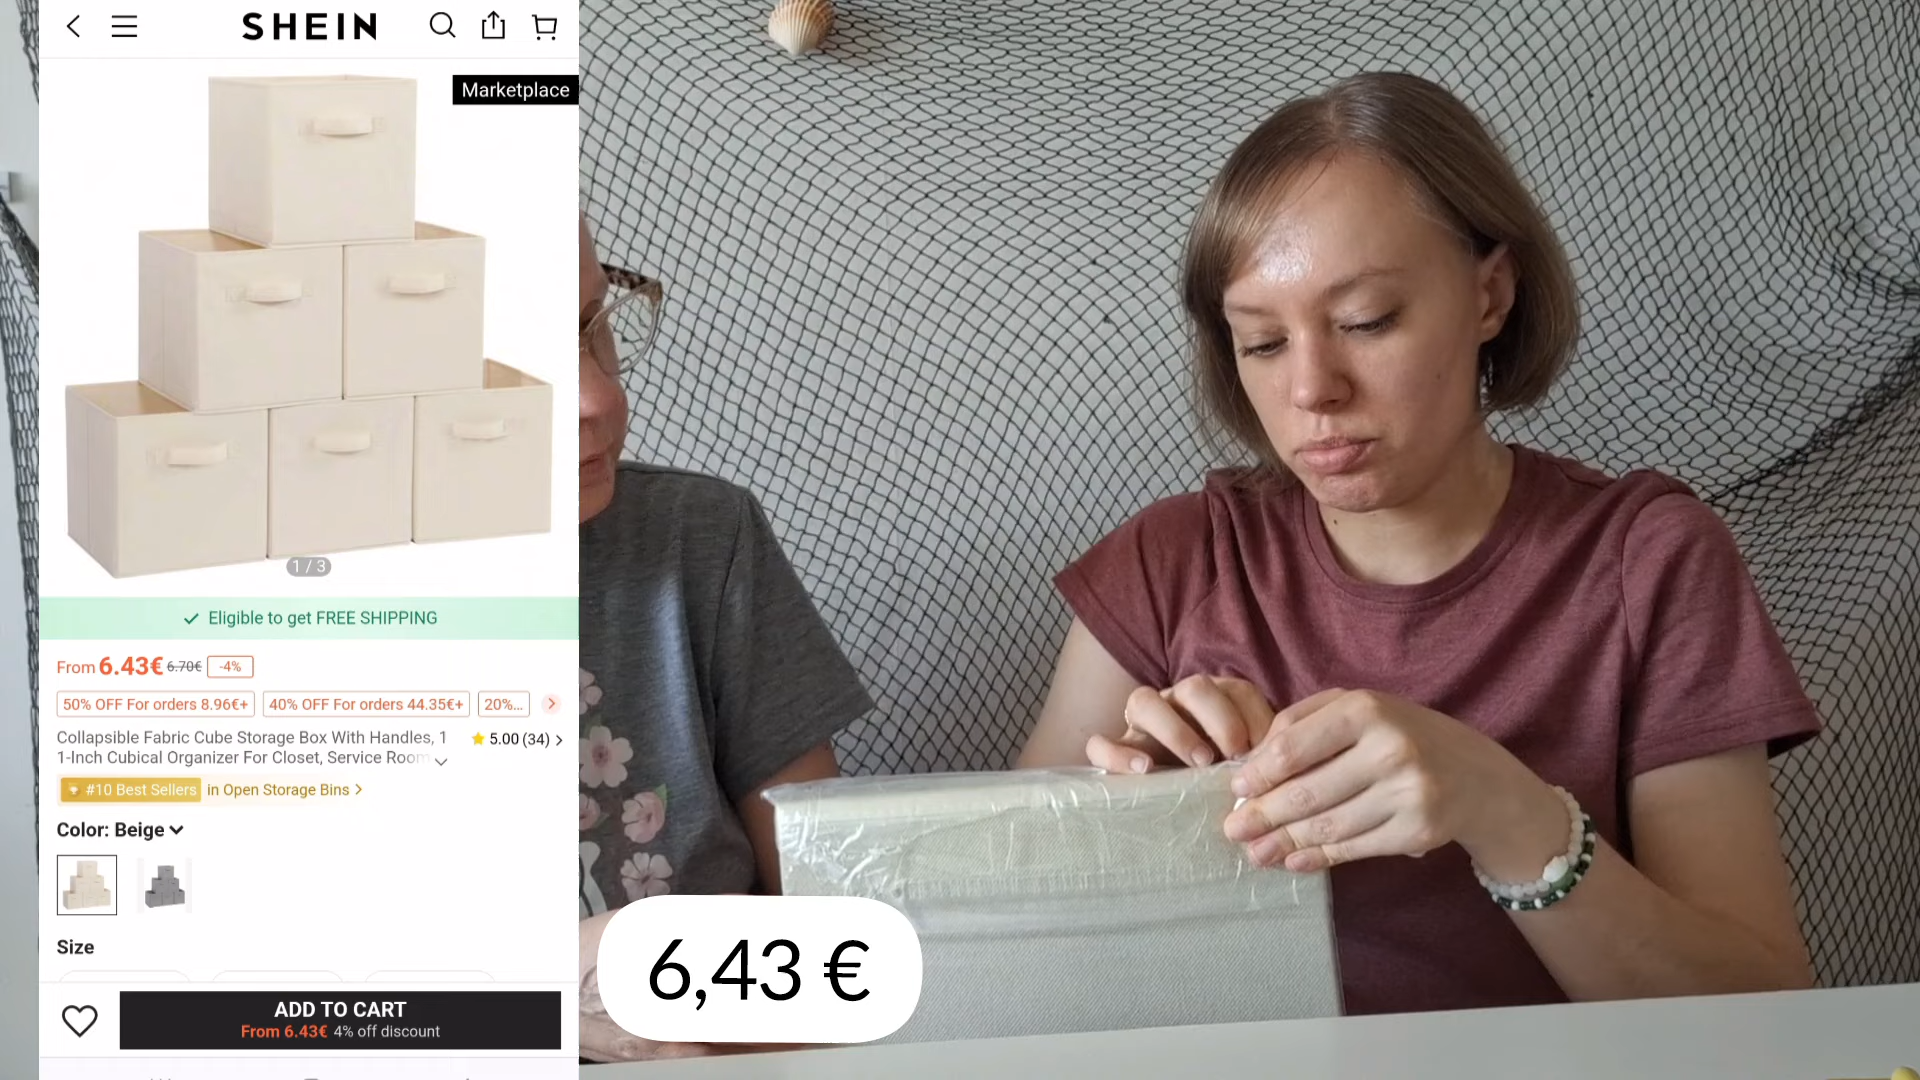 SHEIN
Marketplace
1 / 3
Eligible to get FREE SHIPPING
From 6.43€ 6.70€ -4%
50% OFF For orders 8.96€+ 40% OFF For orders 44.35€+ 20%...
Collapsible Fabric Cube Storage Box With Handles, 1
1-Inch Cubical Organizer For Closet, Service Room
5.00 (34)
#10 Best Sellers in Open Storage Bins
Color: Beige
Size
ADD TO CART
From 6.43€ 4% off discount
6,43 €